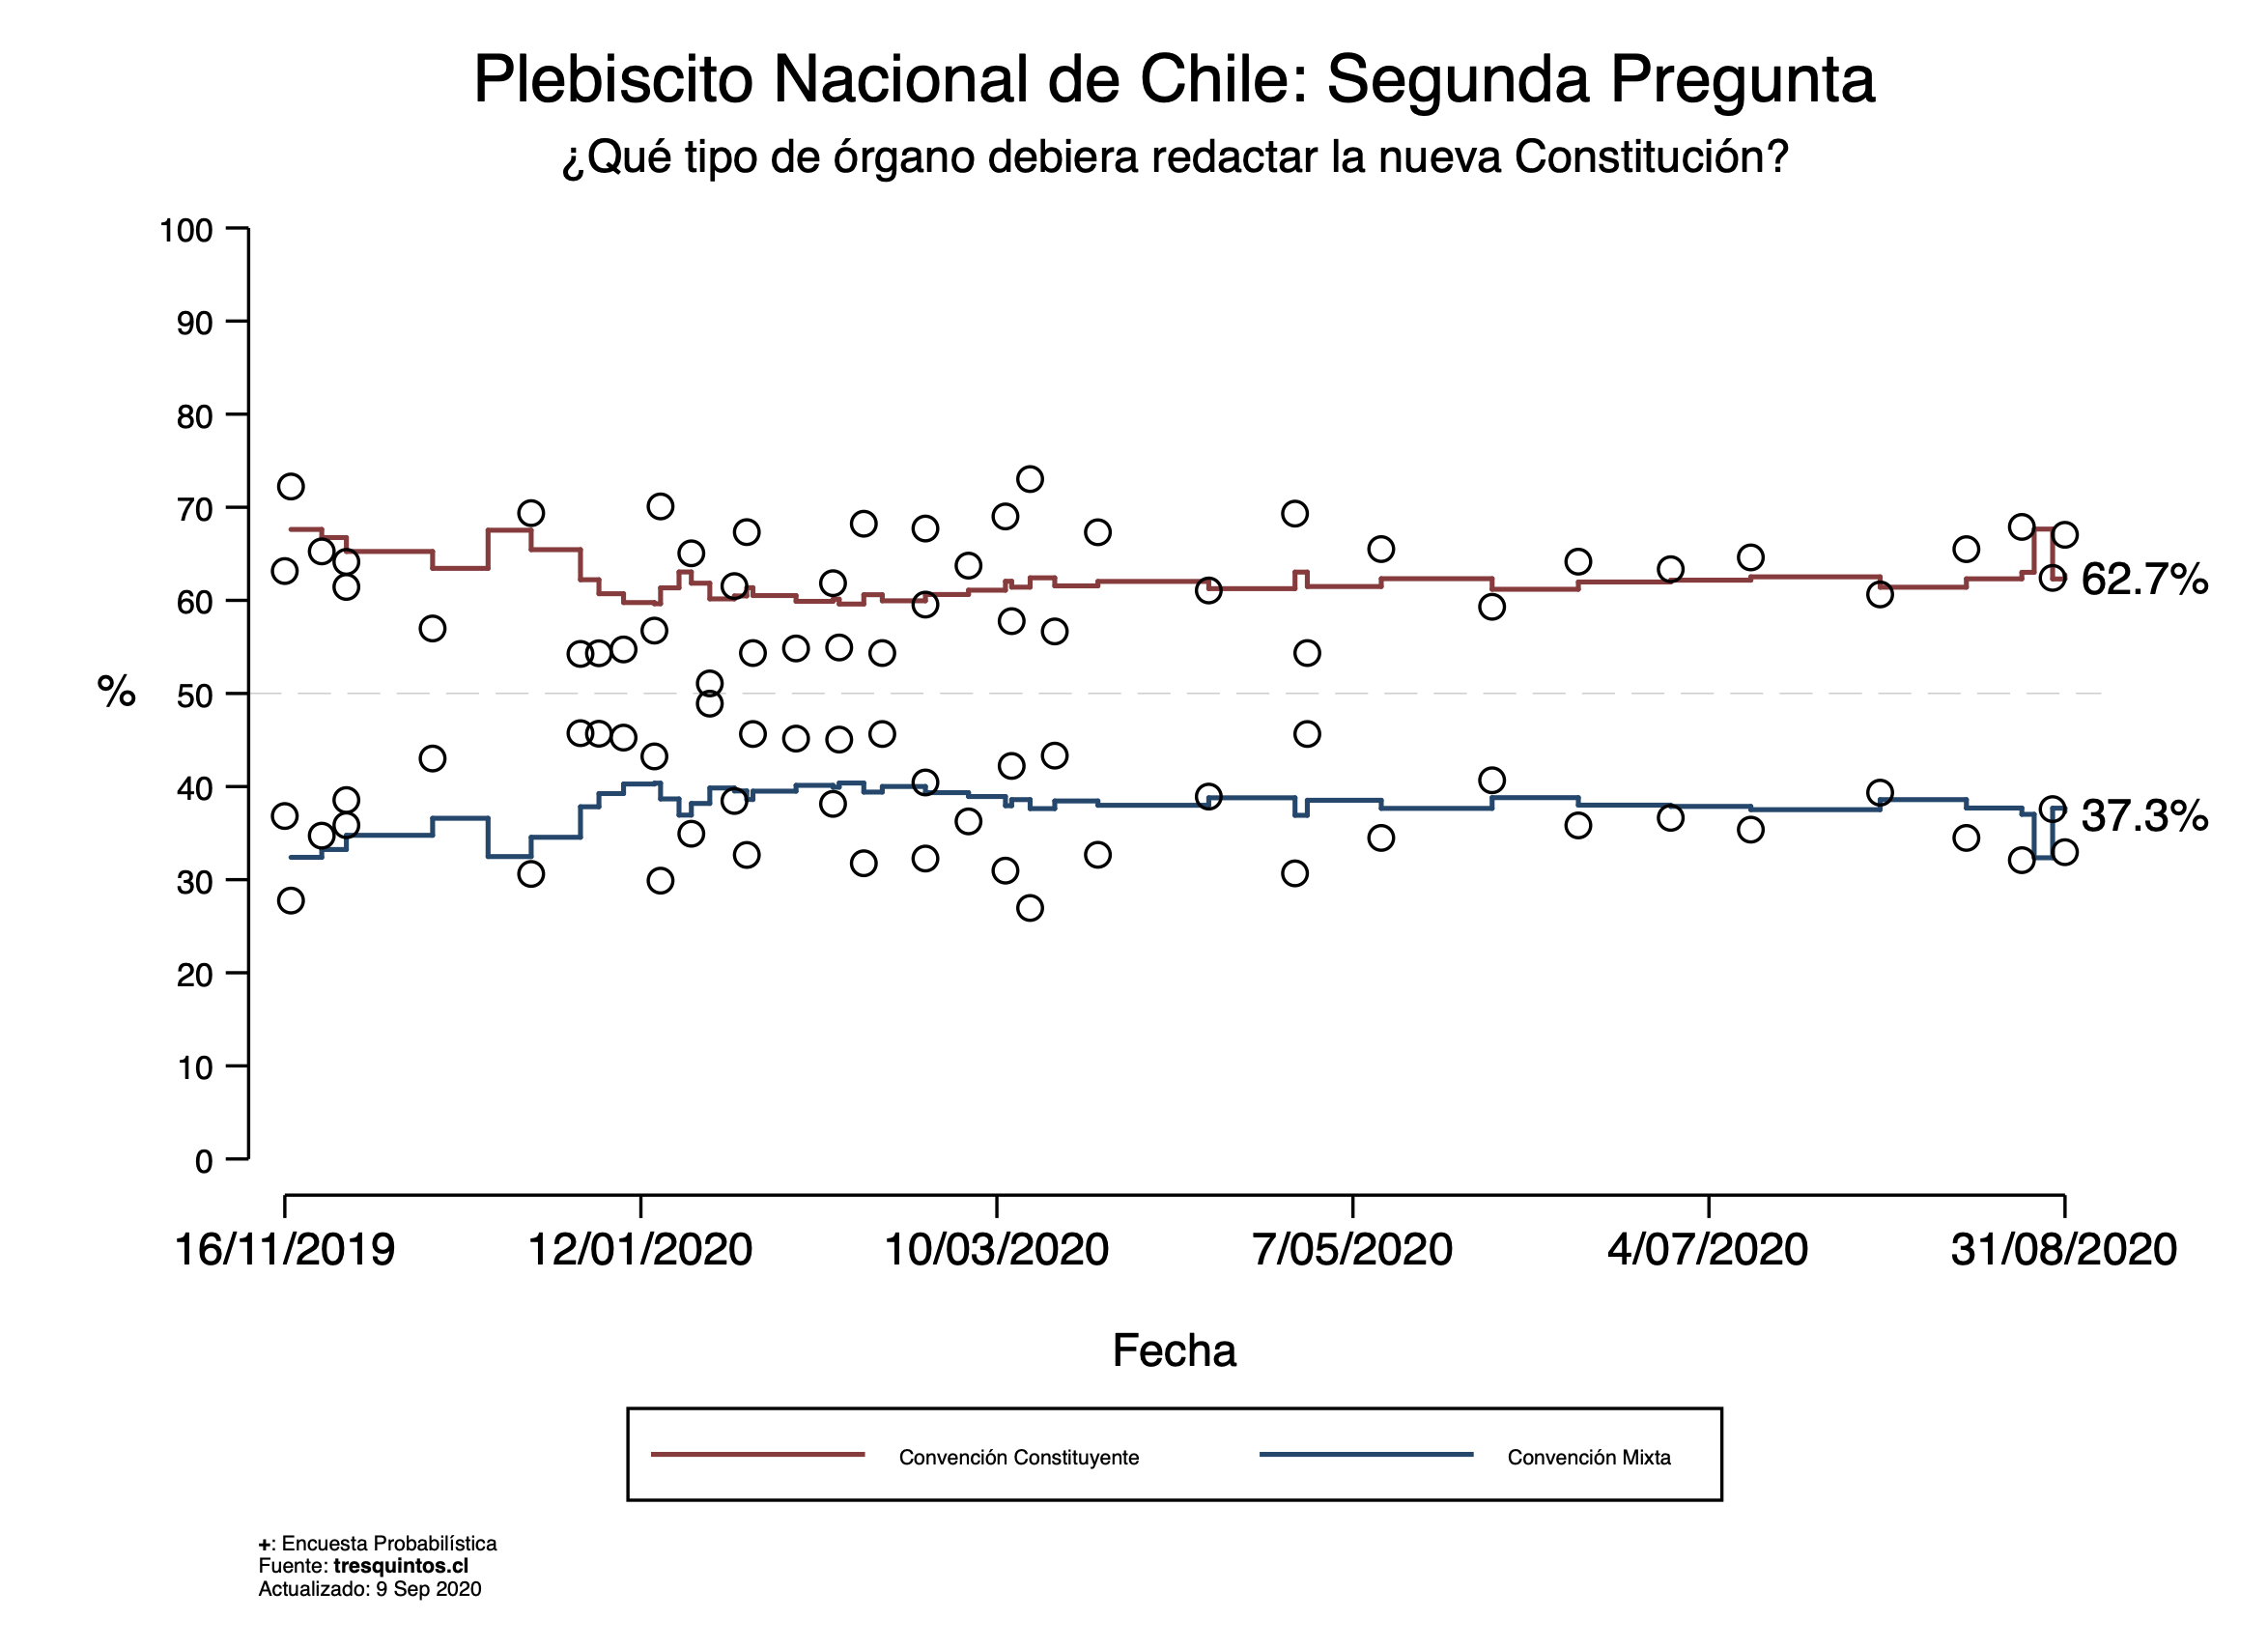 Plebiscito Nacional de Chile: Segunda Pregunta
¿Qué tipo de órgano debiera redactar la nueva Constitución?
100
90
80
70
60
50
40
30
20
10
0
%
62.7%
37.3%
16/11/2019 12/01/2020 10/03/2020 7/05/2020 4/07/2020 31/08/2020
Fecha
Convención Constituyente Convención Mixta
+: Encuesta Probabilística
Fuente: tresquintos.cl
Actualizado: 9 Sep 2020